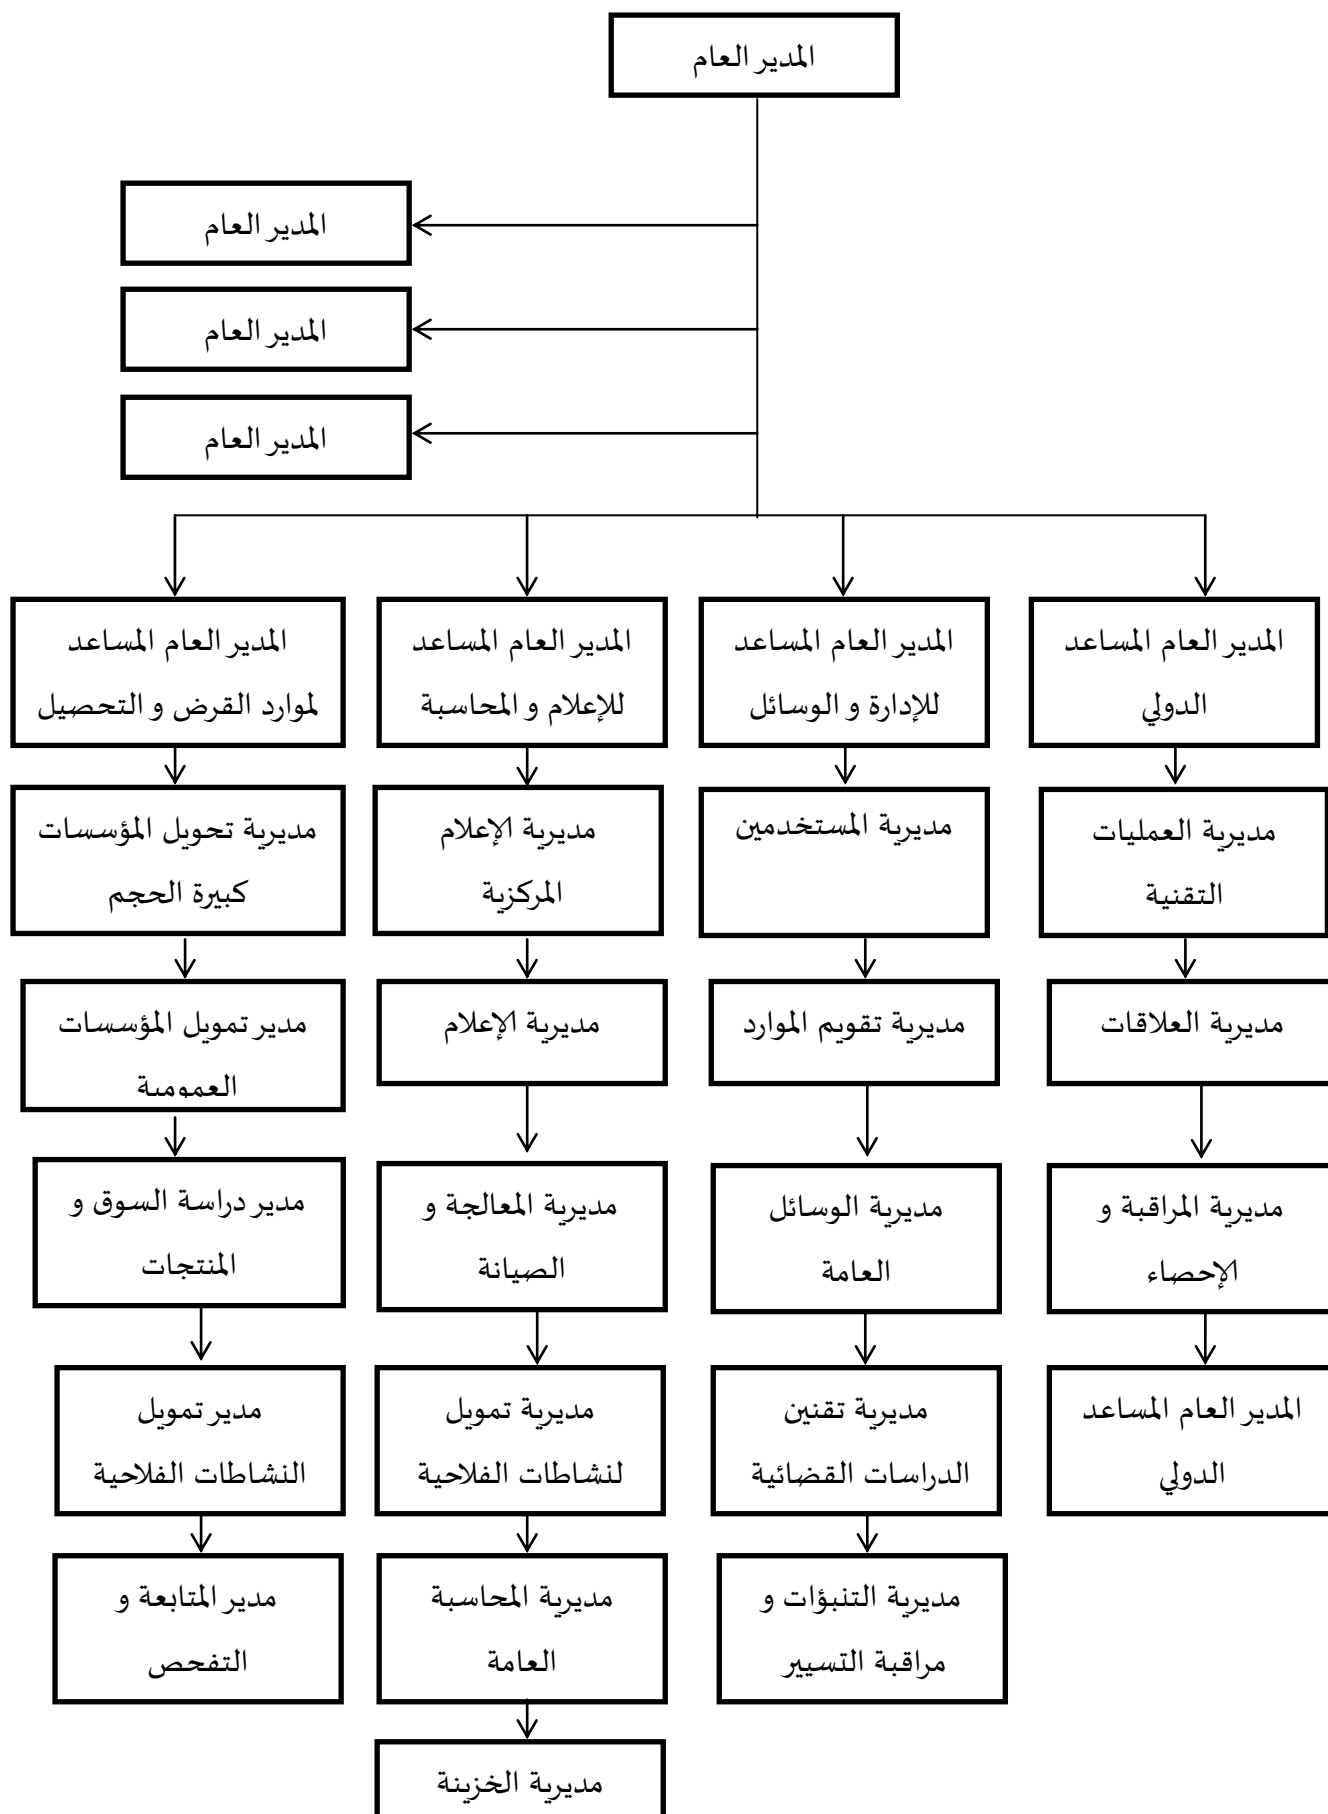 المدير العام
المدير العام
المدير العام
المدير العام
المدير العام المساعد
الدولي
المدير العام المساعد
للإدارة و الوسائل
المدير العام المساعد
للإعلام و المحاسبة
المدير العام المساعد
لموارد القرض و التحصيل
مديرية العمليات
التقنية
مديرية المستخدمين
مديرية الإعلام
المركزية
مديرية تحويل المؤسسات
كبيرة الحجم
مديرية العلاقات
مديرية تقويم الموارد
مديرية الإعلام
مدير تمويل المؤسسات
العمومية
مديرية المراقبة و
الإحصاء
مديرية الوسائل
العامة
مديرية المعالجة و
الصيانة
مدير دراسة السوق و
المنتجات
المدير العام المساعد
الدولي
مديرية تقنين
الدراسات القضائية
مديرية تمويل
لنشاطات الفلاحية
مدير تمويل
النشاطات الفلاحية
مديرية التنبؤات و
مراقبة التسيير
مديرية المحاسبة
العامة
مدير المتابعة و
التفحص
مديرية الخزينة